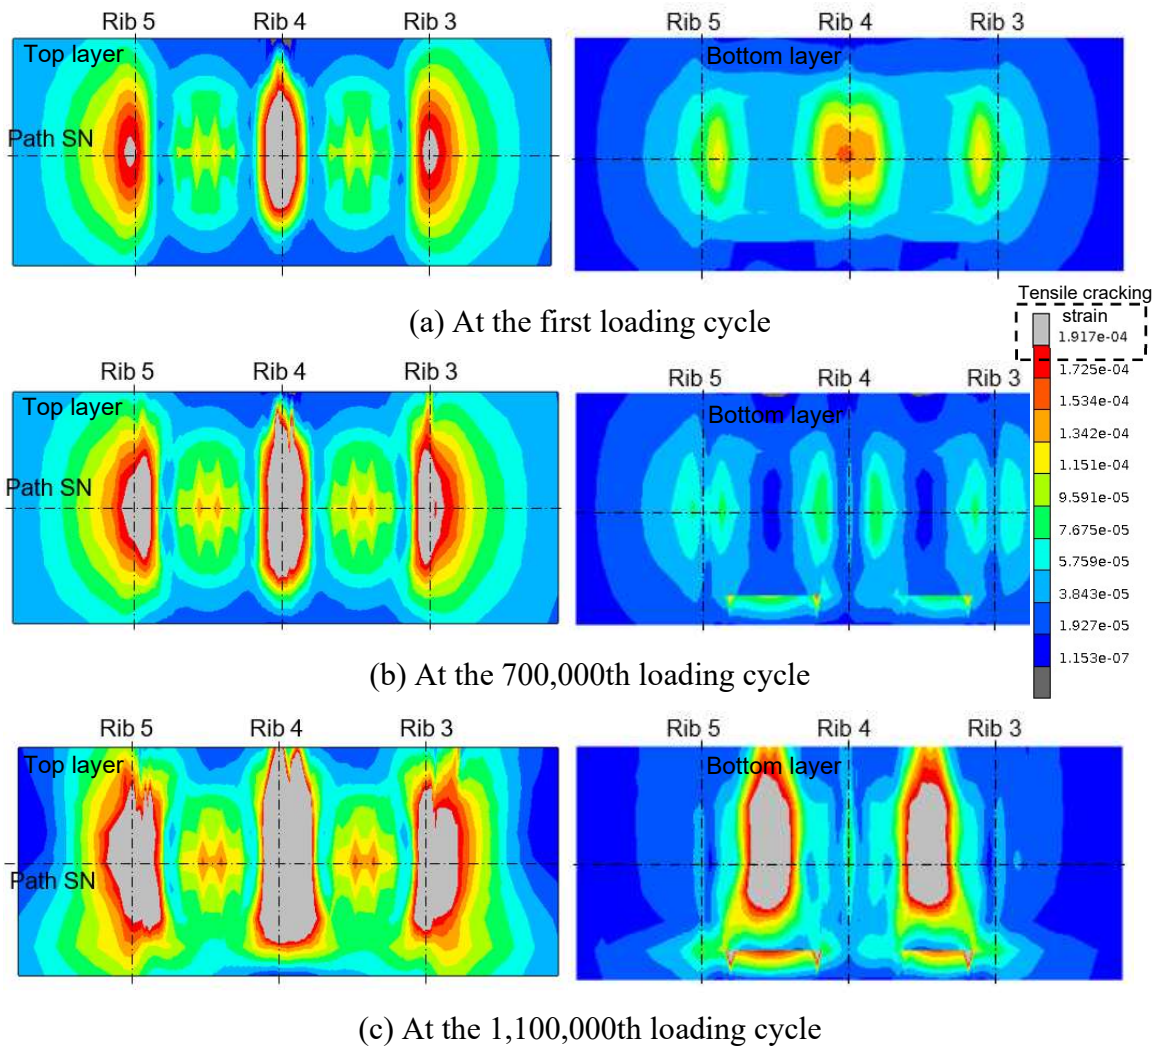 Rib 5 Rib 4 Rib 3 Rib 5 Rib 4 Rib 3
Top layer Bottom layer
Path SN
(a) At the first loading cycle
Tensile cracking
strain
1.917e-04
1.725e-04
1.534e-04
1.342e-04
1.151e-04
9.591e-05
7.675e-05
5.759e-05
3.843e-05
1.927e-05
1.153e-07
Rib 5 Rib 4 Rib 3 Rib 5 Rib 4 Rib 3
Top layer Bottom layer
Path SN
(b) At the 700,000th loading cycle
Rib 5 Rib 4 Rib 3 Rib 5 Rib 4 Rib 3
Top layer Bottom layer
Path SN
(c) At the 1,100,000th loading cycle